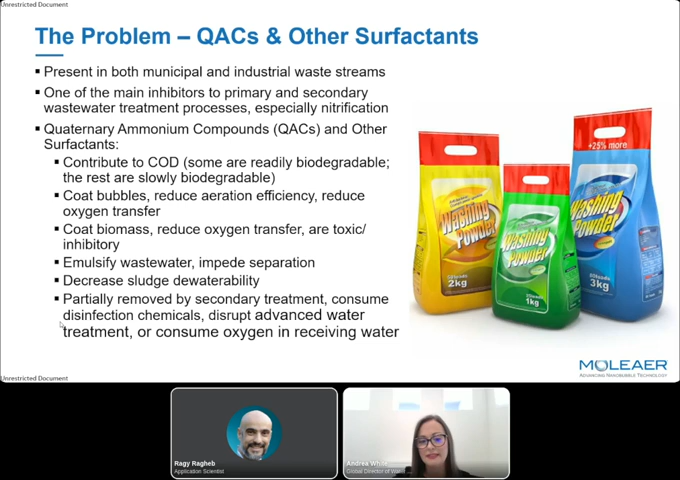 Unrestricted Document
The Problem – QACs & Other Surfactants
▪ Present in both municipal and industrial waste streams
▪ One of the main inhibitors to primary and secondary
wastewater treatment processes, especially nitrification
▪ Quaternary Ammonium Compounds (QACs) and Other
Surfactants:
▪ Contribute to COD (some are readily biodegradable;
the rest are slowly biodegradable)
▪ Coat bubbles, reduce aeration efficiency, reduce
oxygen transfer
▪ Coat biomass, reduce oxygen transfer, are toxic/
inhibitory
▪ Emulsify wastewater, impede separation
▪ Decrease sludge dewaterability
▪ Partially removed by secondary treatment, consume
disinfection chemicals, disrupt advanced water
treatment, or consume oxygen in receiving water
+25% more
Washing
Powder
2kg
Washing
Powder
1kg
Washing
Powder
3kg
MOLEAER
ADVANCING NANOBUBBLE TECHNOLOGY
Unrestricted Document
Ragy Ragheb
Application Scientist
Andrea White
Global Director of